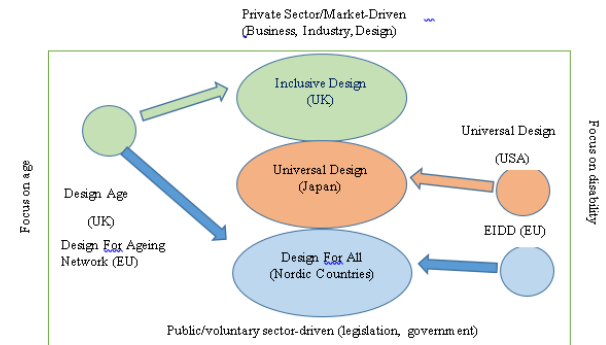 Private Sector/Market-Driven
(Business, Industry, Design)
Inclusive Design
(UK)
Universal Design
(USA)
Universal Design
(Japan)
Focus on age
Focus on disability
Design Age
(UK)
Design For Ageing
Network (EU)
EIDD (EU)
Design For All
(Nordic Countries)
Public/voluntary sector-driven (legislation, government)